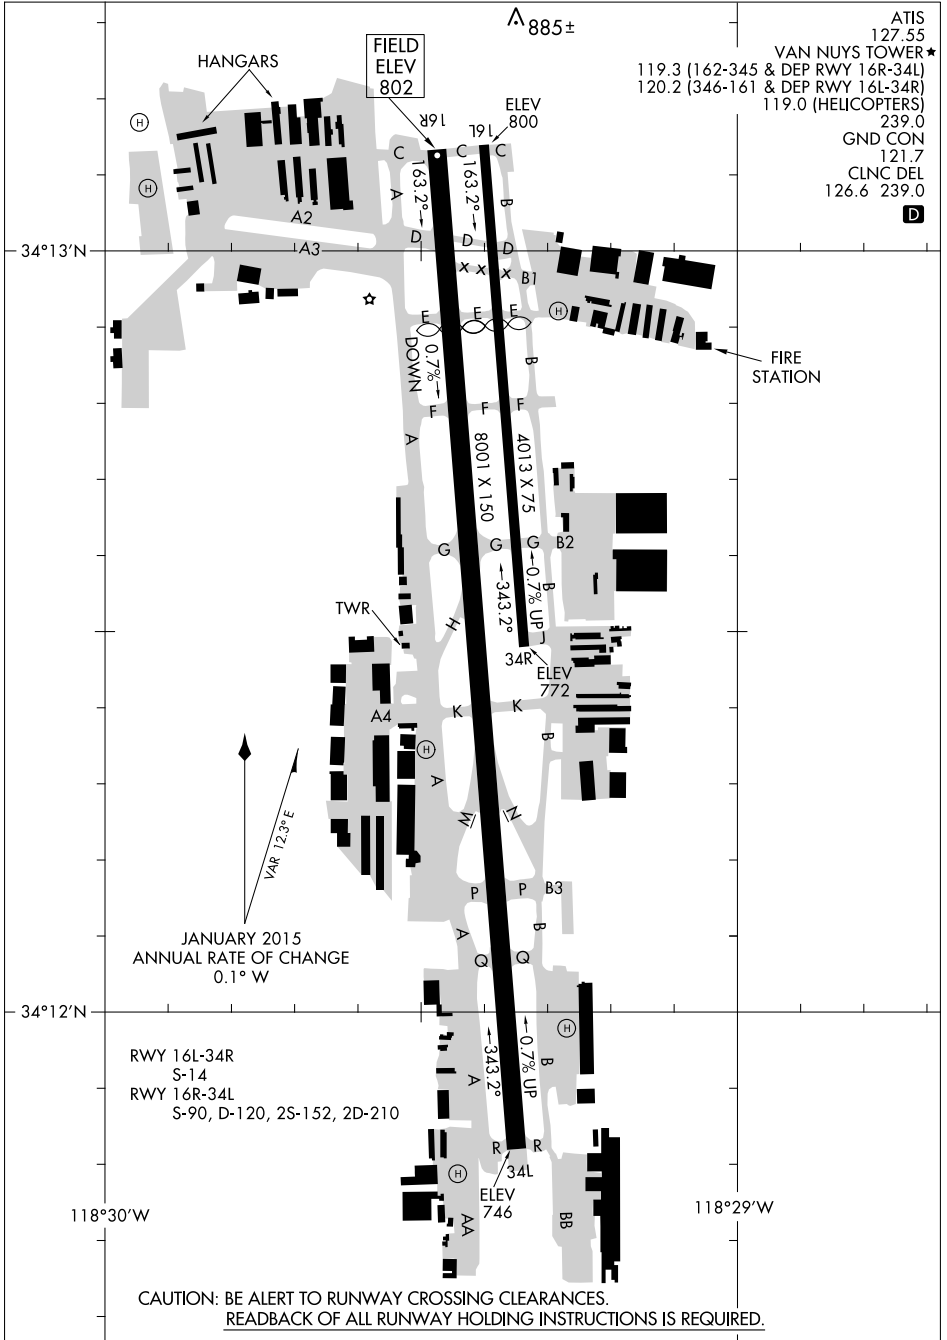 885±
ATIS
127.55
VAN NUYS TOWER★
119.3 (162-345 & DEP RWY 16R-34L)
120.2 (346-161 & DEP RWY 16L-34R)
119.0 (HELICOPTERS)
239.0
GND CON
121.7
CLNC DEL
126.6 239.0
D
HANGARS
FIELD
ELEV
802
ELEV
800
16R
16L
H
H
C
C
C
A
163.2°
163.2°
B
A2
A3
D
D
D
34°13'N
X X X
B1
E
E
E
H
FIRE
STATION
0.7%
DOWN
B
F
F
F
A
8001 X 150
4013 X 75
G
G
G
B2
343.2°
0.7% UP
B
TWR
H
J
34R
ELEV
772
A4
K
K
H
B
A
M
N
VAR 12.3° E
P
P
B3
A
B
Q
Q
JANUARY 2015
ANNUAL RATE OF CHANGE
0.1° W
34°12'N
H
343.2°
0.7% UP
A
B
RWY 16L-34R
S-14
RWY 16R-34L
S-90, D-120, 2S-152, 2D-210
R
R
34L
H
ELEV
746
AA
BB
118°30'W
118°29'W
CAUTION: BE ALERT TO RUNWAY CROSSING CLEARANCES.
READBACK OF ALL RUNWAY HOLDING INSTRUCTIONS IS REQUIRED.